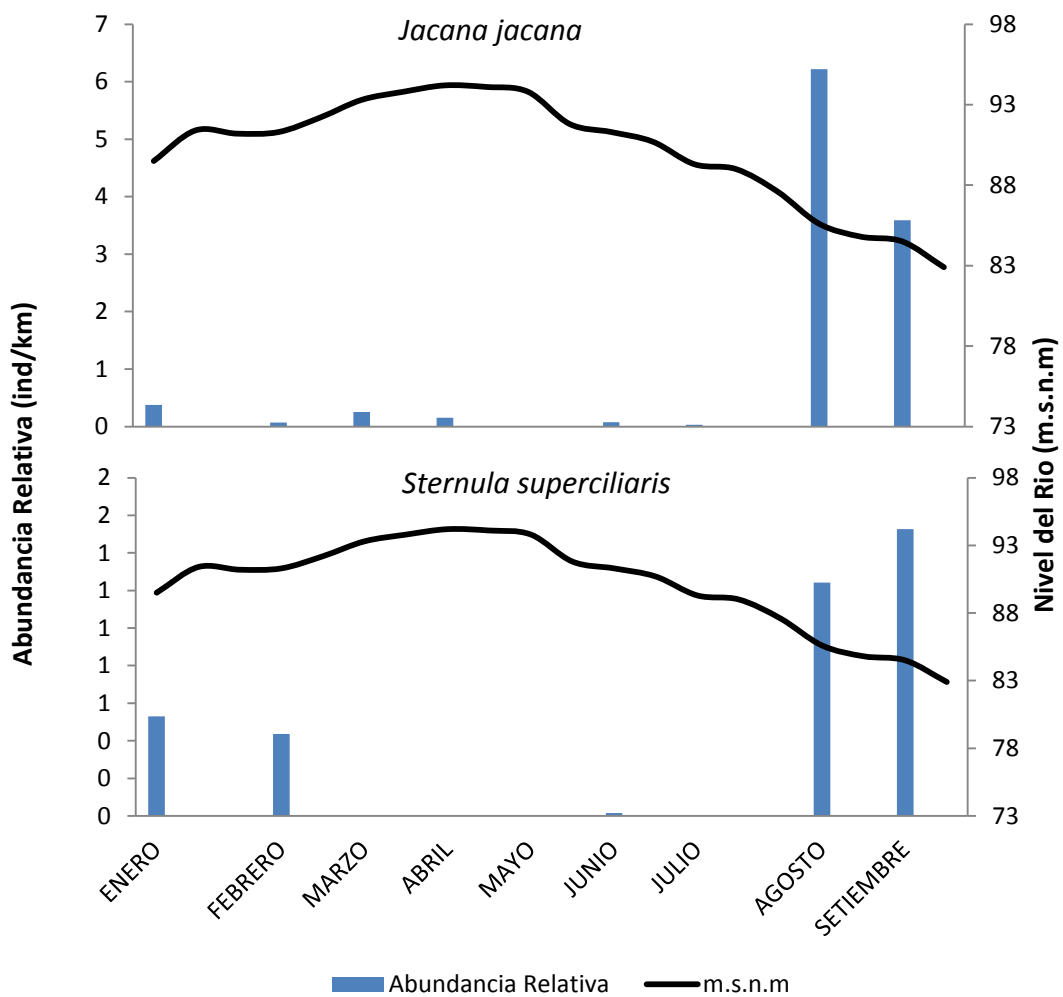 Jacana jacana
7
6
5
4
3
2
1
0
98
93
88
83
78
73
Abundancia Relativa (ind/km)
Nivel del Rio (m.s.n.m)
Sternula superciliaris
2
2
1
1
1
1
1
0
0
0
98
93
88
83
78
73
ENERO
FEBRERO
MARZO
ABRIL
MAYO
JUNIO
JULIO
AGOSTO
SETIEMBRE
Abundancia Relativa
m.s.n.m